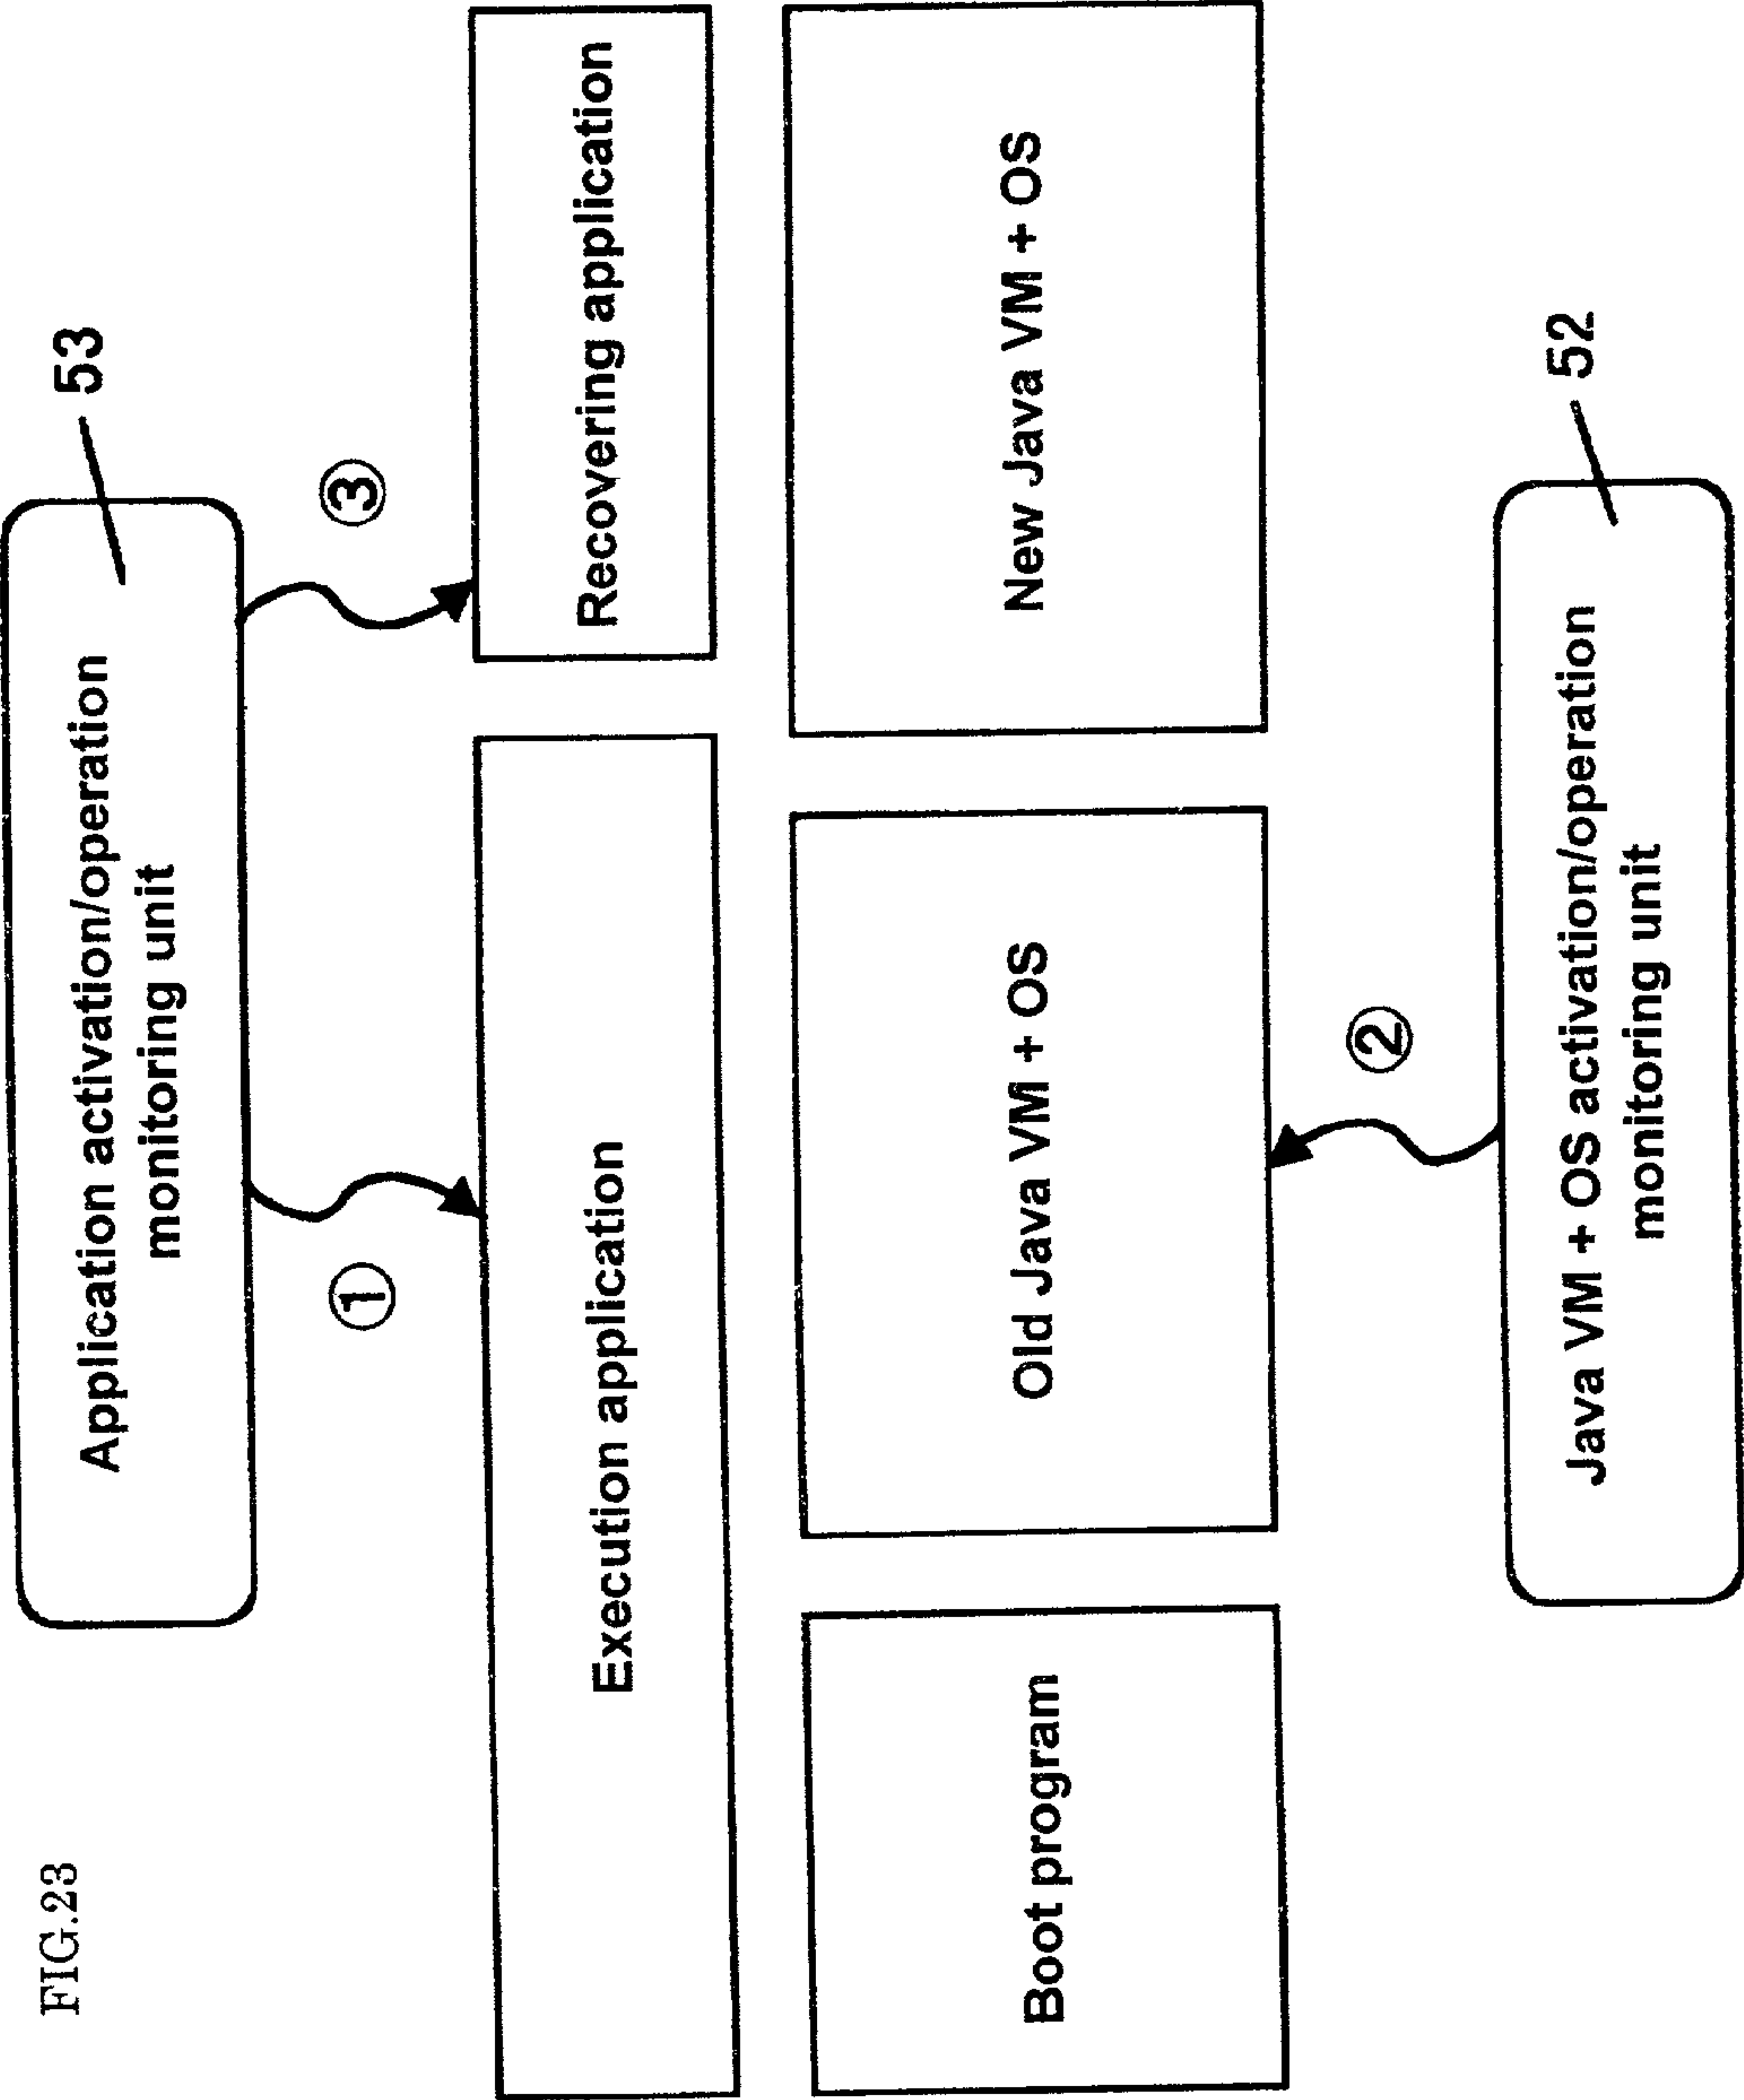 FIG.23
Application activation/operation
monitoring unit
53
①
③
Execution application
Recovering application
Boot program
Old Java VM + OS
New Java VM + OS
②
Java VM + OS activation/operation
monitoring unit
52